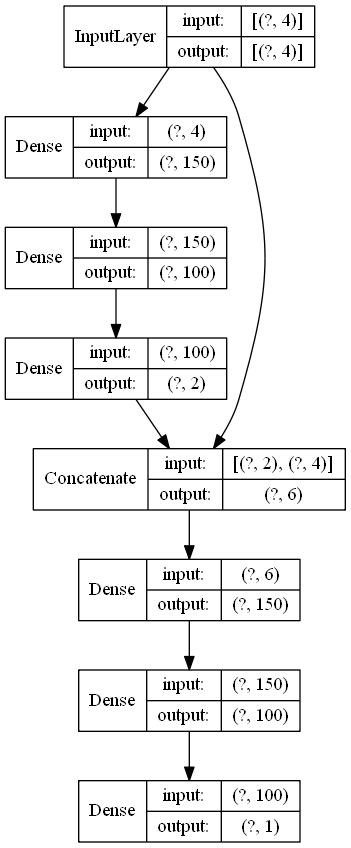 InputLayer input: [(?, 4)]
output: [(?, 4)]
Dense input: (?, 4)
output: (?, 150)
Dense input: (?, 150)
output: (?, 100)
Dense input: (?, 100)
output: (?, 2)
Concatenate input: [(?, 2), (?, 4)]
output: (?, 6)
Dense input: (?, 6)
output: (?, 150)
Dense input: (?, 150)
output: (?, 100)
Dense input: (?, 100)
output: (?, 1)